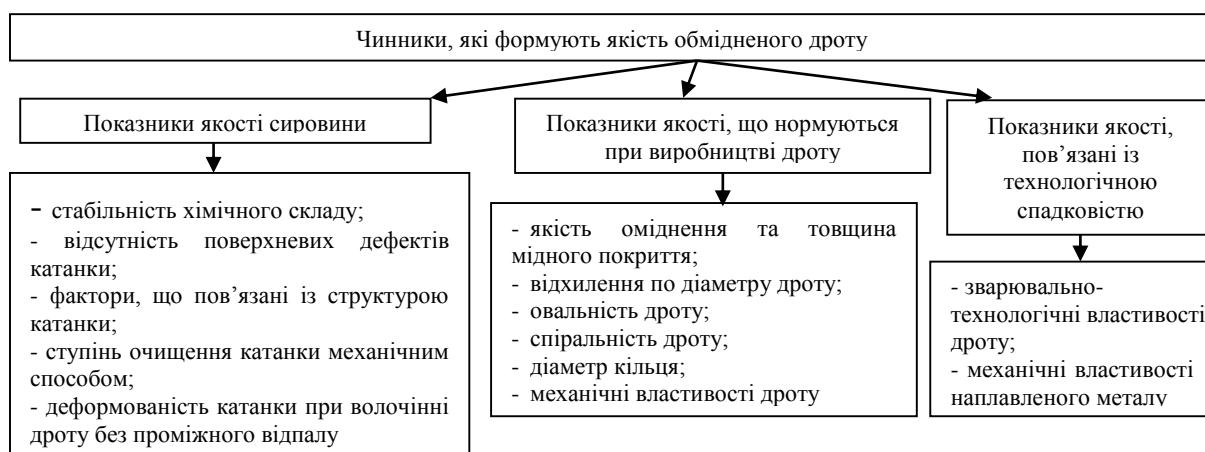 Чинники, які формують якість обмідненого дроту
Показники якості сировини
- стабільність хімічного складу;
- відсутність поверхневих дефектів
катанки;
- фактори, що пов’язані із структурою
катанки;
- ступінь очищення катанки механічним
способом;
- деформованість катанки при волочінні
дроту без проміжного відпалу
Показники якості, що нормуються
при виробництві дроту
- якість оміднення та товщина
мідного покриття;
- відхилення по діаметру дроту;
- овальність дроту;
- спіральність дроту;
- діаметр кільця;
- механічні властивості дроту
Показники якості,
пов’язані із
технологічною
спадковістю
- зварювально-
технологічні властивості
дроту;
- механічні властивості
наплавленого металу